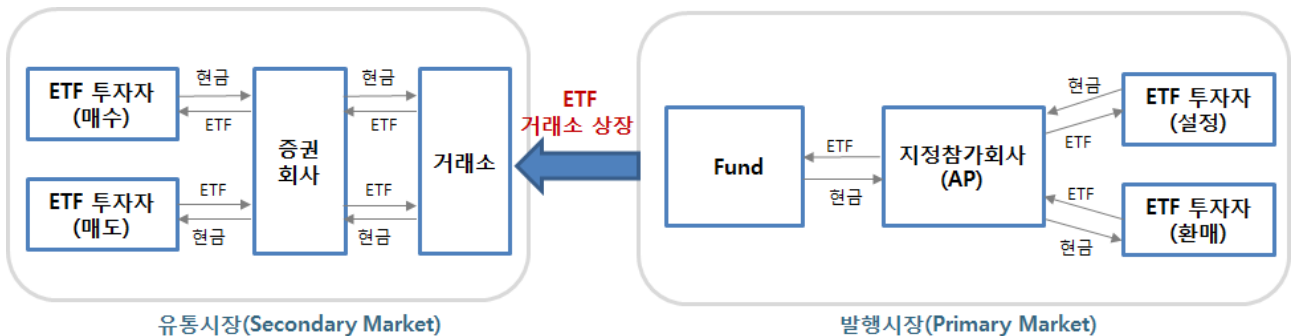 ETF 투자자
(매수)
현금
ETF
증권
회사
현금
ETF
거래소
ETF 투자자
(매도)
ETF
현금
ETF
현금
유통시장(Secondary Market)
ETF
거래소 상장
Fund
ETF
현금
지정참가회사
(AP)
현금
ETF
ETF 투자자
(설정)
ETF
현금
ETF 투자자
(환매)
발행시장(Primary Market)